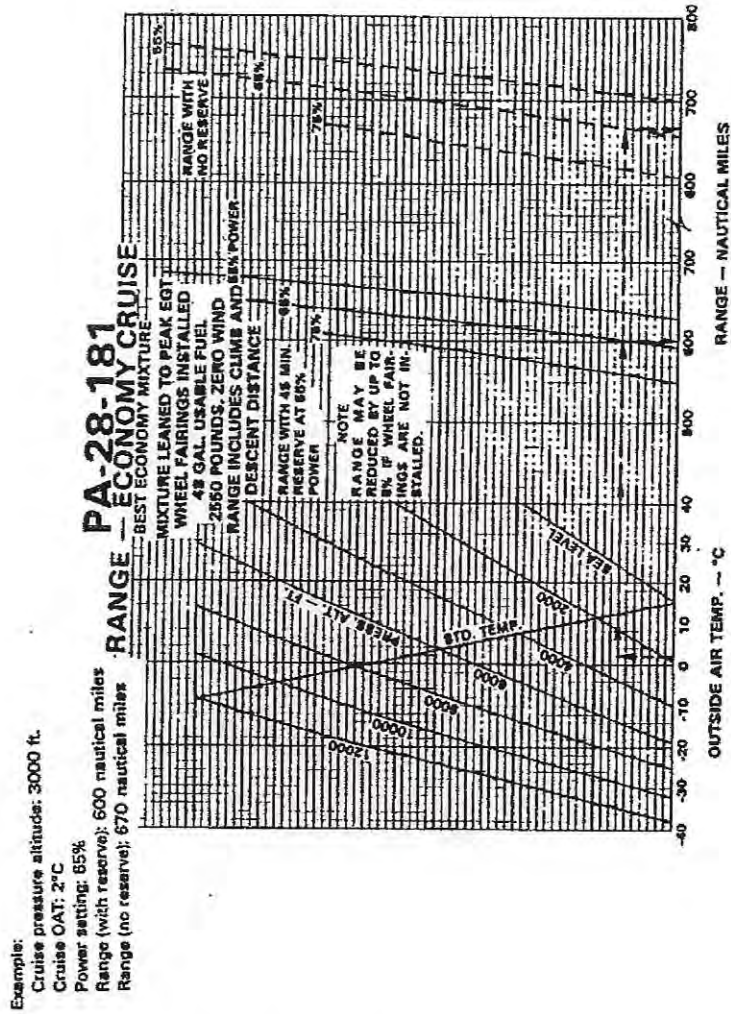 Example:
Cruise pressure altitude: 3000 ft.
Cruise OAT: 2°C
Power setting: 65%
Range (with reserve): 600 nautical miles
Range (no reserve): 670 nautical miles
PA-28-181
RANGE — ECONOMY CRUISE
BEST ECONOMY MIXTURE
MIXTURE LEANED TO PEAK EGT
WHEEL FAIRINGS INSTALLED
48 GAL. USABLE FUEL
2550 POUNDS, ZERO WIND
RANGE INCLUDES CLIMB AND
DESCENT DISTANCE
RANGE WITH 45 MIN.
RESERVE AT 55%
POWER
NOTE
RANGE MAY BE
REDUCED BY UP TO
8% IF WHEEL FAIR-
INGS ARE NOT IN-
STALLED.
55% POWER
65%
75%
RANGE WITH
NO RESERVE
55%
65%
75%
PRESS ALT — FT.
STD. TEMP.
12000
10000
8000
6000
4000
2000
SEA LEVEL
-40 -30 -20 -10 0 10 20 30 40
500 600 700
600 700 800
OUTSIDE AIR TEMP. — °C
RANGE — NAUTICAL MILES